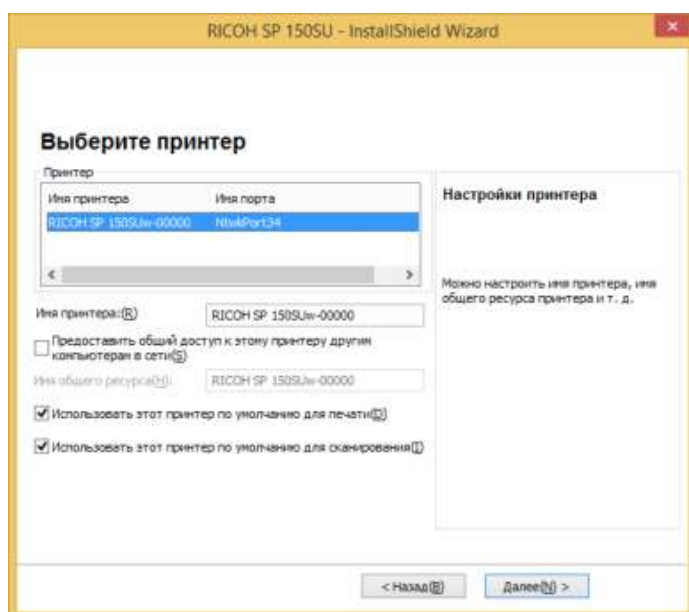 RICOH SP 150SU - InstallShield Wizard
Выберите принтер
Принтер
Имя принтера Имя порта
RICOH SP 150SUw-00000 NtwkPort34
Настройки принтера
Можно настроить имя принтера, имя
общего ресурса принтера и т. д.
Имя принтера:(R) RICOH SP 150SUw-00000
Предоставить общий доступ к этому принтеру другим
компьютерам в сети(S)
Имя общего ресурса(H): RICOH SP 150SUw-00000
Использовать этот принтер по умолчанию для печати(D)
Использовать этот принтер по умолчанию для сканирования(I)
< Назад(B) Далее(N) >